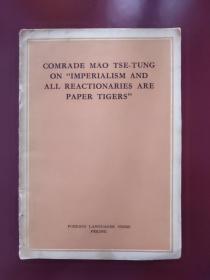 COMRADE MAO TSE-TUNG
ON "IMPERIALISM AND
ALL REACTIONARIES ARE
PAPER TIGERS"
FOREIGN LANGUAGES PRESS
PEKING